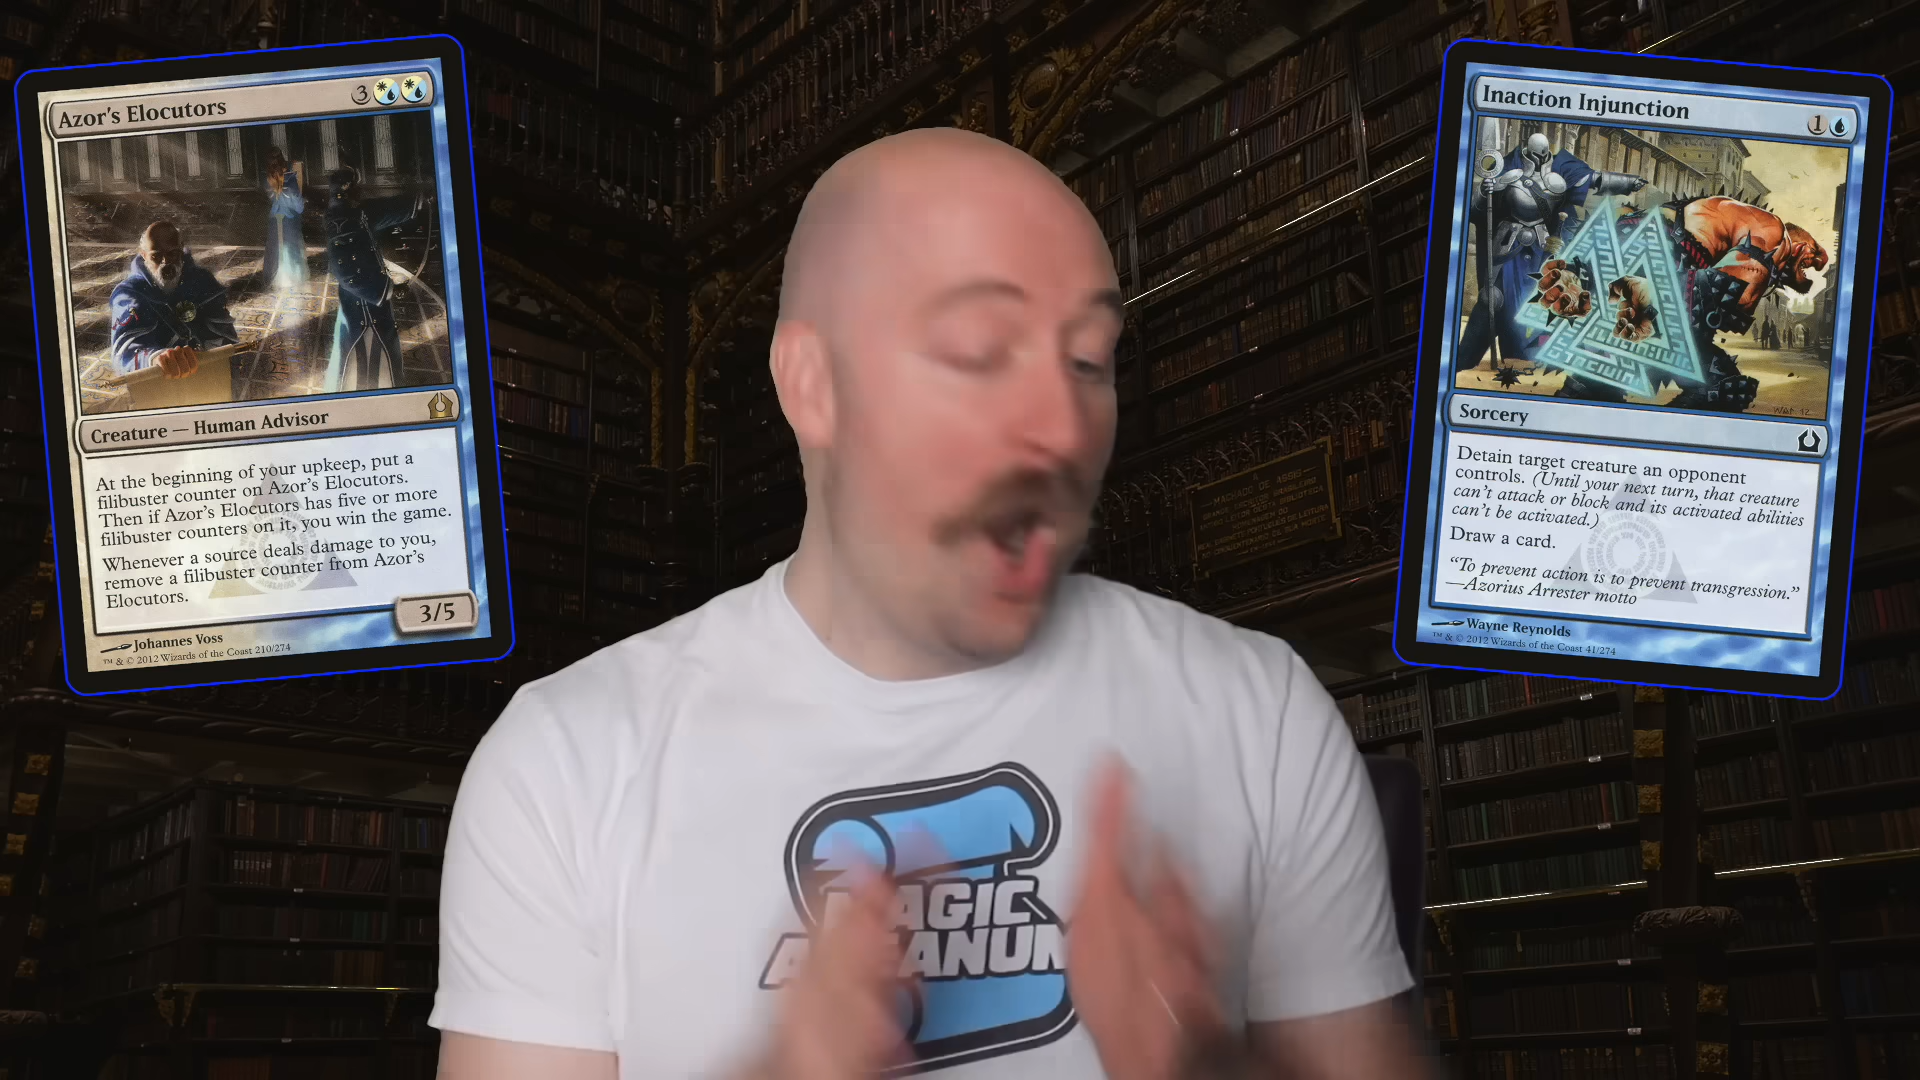 Azor's Elocutors
3
Creature — Human Advisor
At the beginning of your upkeep, put a
filibuster counter on Azor's Elocutors.
Then if Azor's Elocutors has five or more
filibuster counters on it, you win the game.
Whenever a source deals damage to you,
remove a filibuster counter from Azor's
Elocutors.
3/5
Johannes Voss
™ & © 2012 Wizards of the Coast 210/274
Inaction Injunction
1
Sorcery
Detain target creature an opponent
controls. (Until your next turn, that creature
can't attack or block and its activated abilities
can't be activated.)
Draw a card.
“To prevent action is to prevent transgression.”
—Azorius Arrester motto
Wayne Reynolds
™ & © 2012 Wizards of the Coast 41/274
MACHADO DE ASSIS
MAGIC